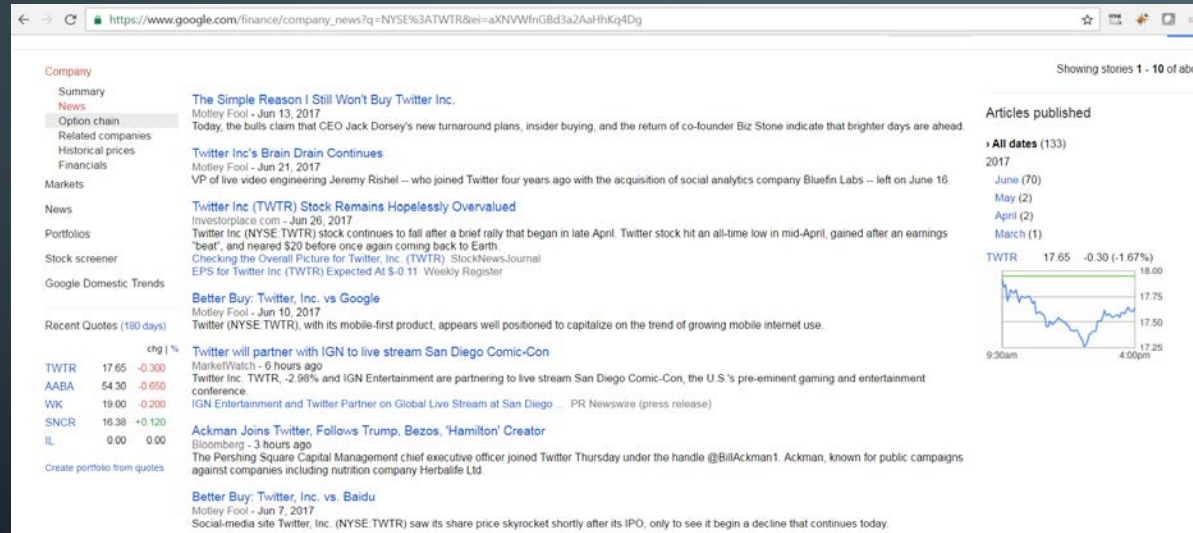 https://www.google.com/finance/company_news?q=NYSE%3ATWTR&ei=aXNVWfnGBd3a2AaHhKq4Dg
Showing stories 1 - 10 of
Company
Summary
News
Option chain
Related companies
Historical prices
Financials
Markets
News
Portfolios
Stock screener
Google Domestic Trends
Recent Quotes (180 days)
chg | %
TWTR 17.65 -0.300
AABA 54.30 -0.650
WK 19.00 -0.200
SNCR 16.38 +0.120
IL 0.00 0.00
Create portfolio from quotes
The Simple Reason I Still Won't Buy Twitter Inc.
Motley Fool - Jun 13, 2017
Today, the bulls claim that CEO Jack Dorsey's new turnaround plans, insider buying, and the return of co-founder Biz Stone indicate that brighter days are ahead.
Twitter Inc's Brain Drain Continues
Motley Fool - Jun 21, 2017
VP of live video engineering Jeremy Rishel -- who joined Twitter four years ago with the acquisition of social analytics company Bluefin Labs -- left on June 16.
Twitter Inc (TWTR) Stock Remains Hopelessly Overvalued
Investorplace.com - Jun 26, 2017
Twitter Inc (NYSE:TWTR) stock continues to fall after a brief rally that began in late April. Twitter stock hit an all-time low in mid-April, gained after an earnings
"beat", and neared $20 before once again coming back to Earth.
Checking the Overall Picture for Twitter, Inc. (TWTR) StockNewsJournal
EPS for Twitter Inc (TWTR) Expected At $-0.11 Weekly Register
Better Buy: Twitter, Inc. vs Google
Motley Fool - Jun 10, 2017
Twitter (NYSE:TWTR), with its mobile-first product, appears well positioned to capitalize on the trend of growing mobile internet use.
Twitter will partner with IGN to live stream San Diego Comic-Con
MarketWatch - 6 hours ago
Twitter Inc. TWTR, -2.98% and IGN Entertainment are partnering to live stream San Diego Comic-Con, the U.S.'s pre-eminent gaming and entertainment
conference.
IGN Entertainment and Twitter Partner on Global Live Stream at San Diego ... PR Newswire (press release)
Ackman Joins Twitter, Follows Trump, Bezos, 'Hamilton' Creator
Bloomberg - 3 hours ago
The Pershing Square Capital Management chief executive officer joined Twitter Thursday under the handle @BillAckman1. Ackman, known for public campaigns
against companies including nutrition company Herbalife Ltd.
Better Buy: Twitter, Inc. vs. Baidu
Motley Fool - Jun 7, 2017
Social-media site Twitter, Inc. (NYSE:TWTR) saw its share price skyrocket shortly after its IPO, only to see it begin a decline that continues today.
Articles published
› All dates (133)
2017
June (70)
May (2)
April (2)
March (1)
TWTR 17.65 -0.30 (-1.67%)
18.00
17.75
17.50
17.25
9:30am 4:00pm